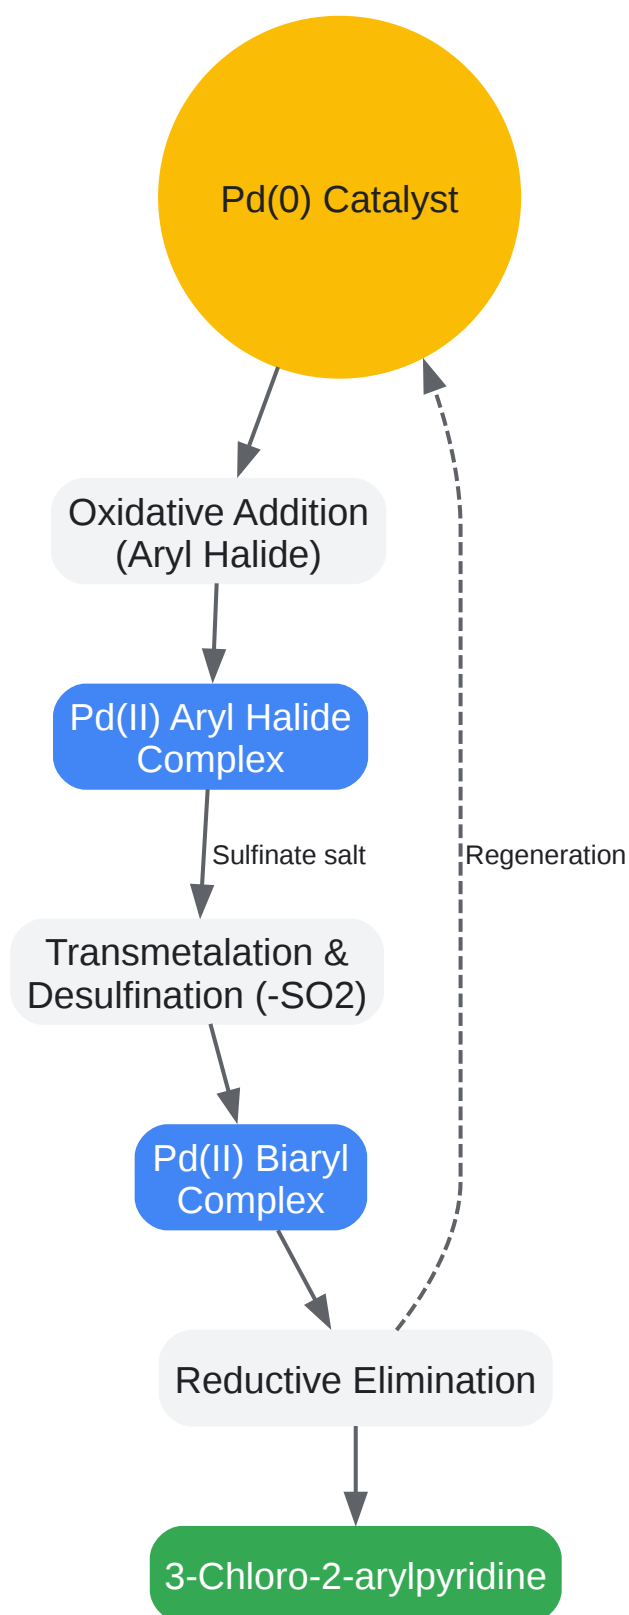 Pd(0) Catalyst
Oxidative Addition
(Aryl Halide)
Pd(II) Aryl Halide
Complex
Sulfinate salt
Regeneration
Transmetalation &
Desulfination (-SO2)
Pd(II) Biaryl
Complex
Reductive Elimination
3-Chloro-2-arylpyridine